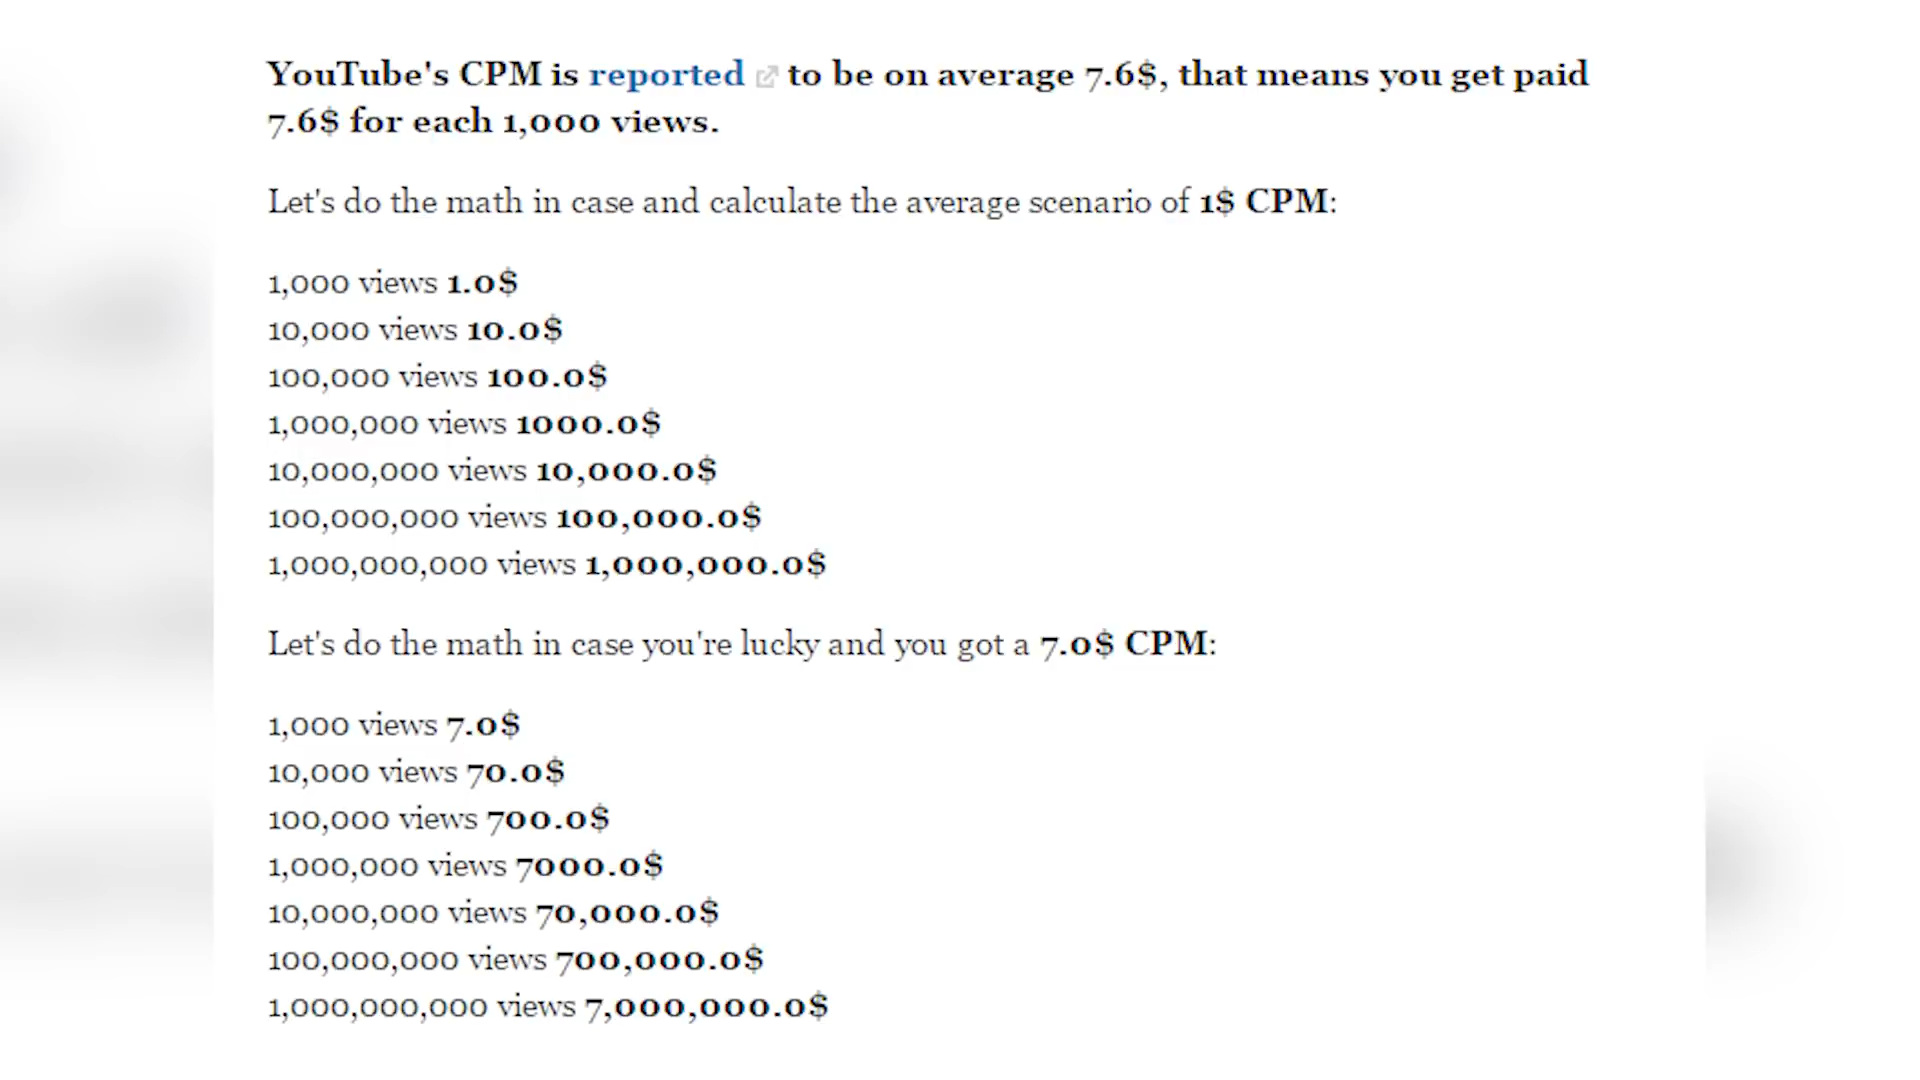 YouTube's CPM is reported to be on average 7.6$, that means you get paid
7.6$ for each 1,000 views.
Let's do the math in case and calculate the average scenario of 1$ CPM:
1,000 views 1.0$
10,000 views 10.0$
100,000 views 100.0$
1,000,000 views 1000.0$
10,000,000 views 10,000.0$
100,000,000 views 100,000.0$
1,000,000,000 views 1,000,000.0$
Let's do the math in case you're lucky and you got a 7.0$ CPM:
1,000 views 7.0$
10,000 views 70.0$
100,000 views 700.0$
1,000,000 views 7000.0$
10,000,000 views 70,000.0$
100,000,000 views 700,000.0$
1,000,000,000 views 7,000,000.0$